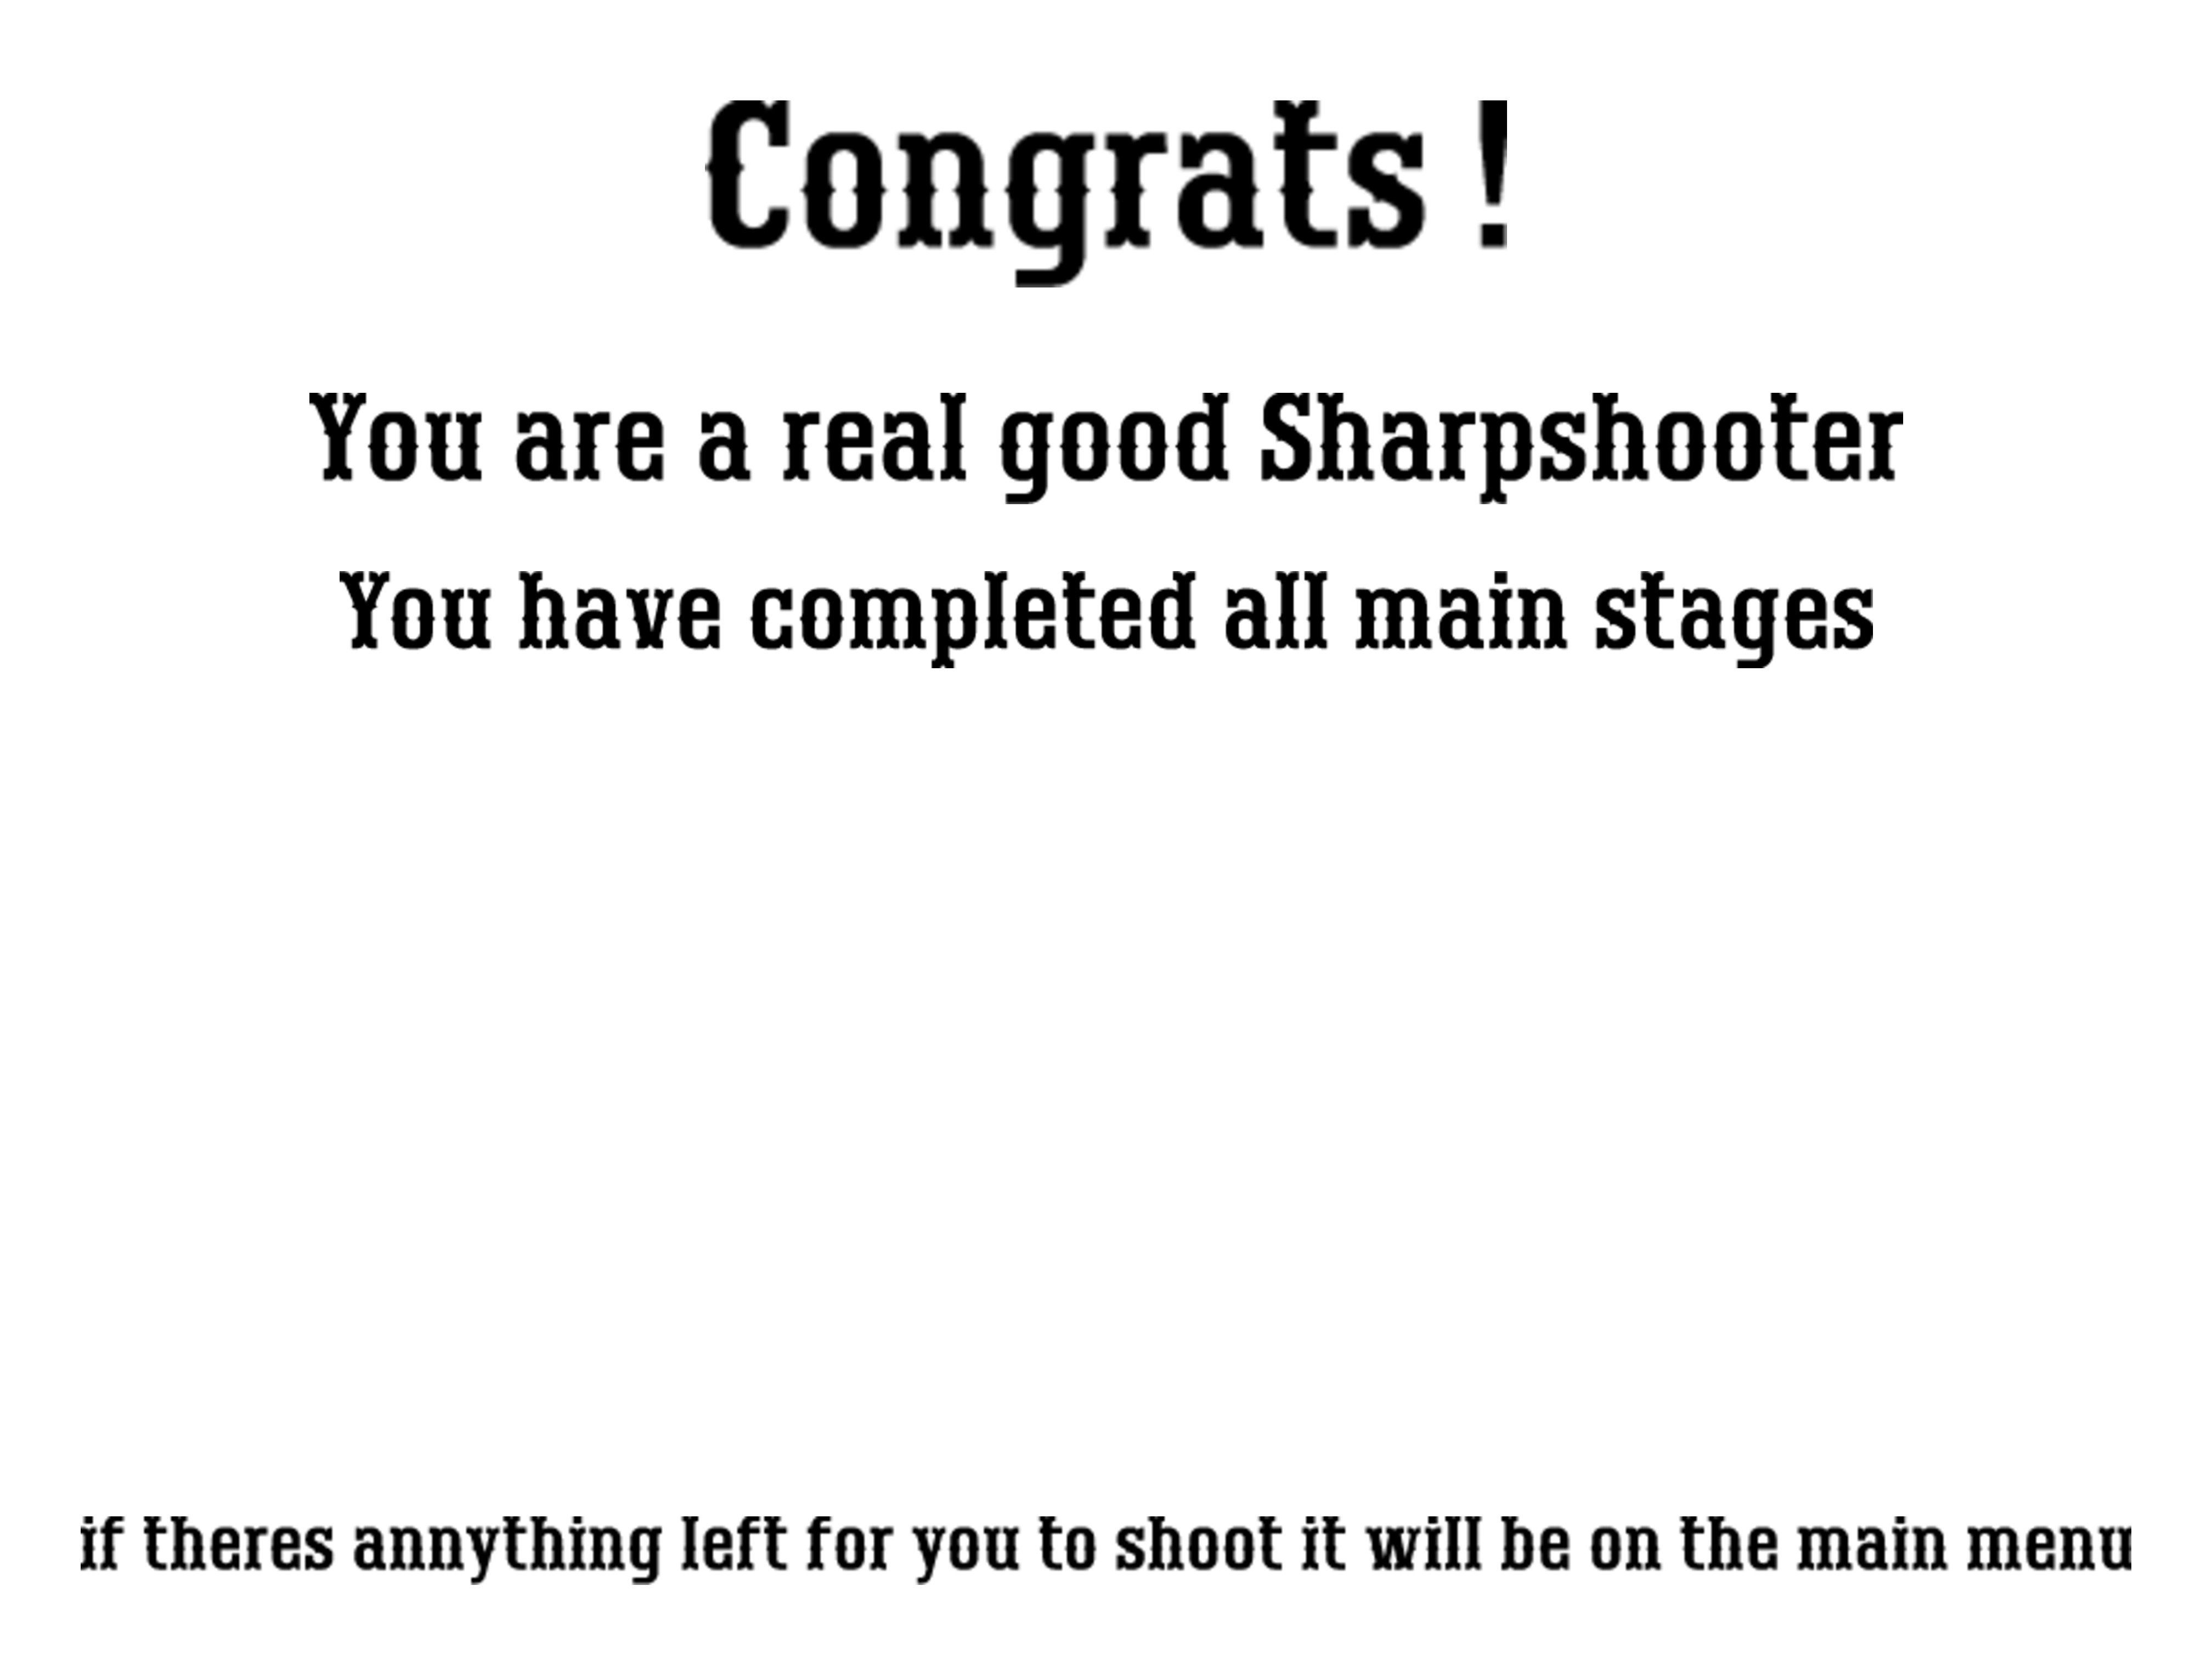 Congrats !
You are a real good Sharpshooter
You have completed all main stages
if theres annything left for you to shoot it will be on the main menu